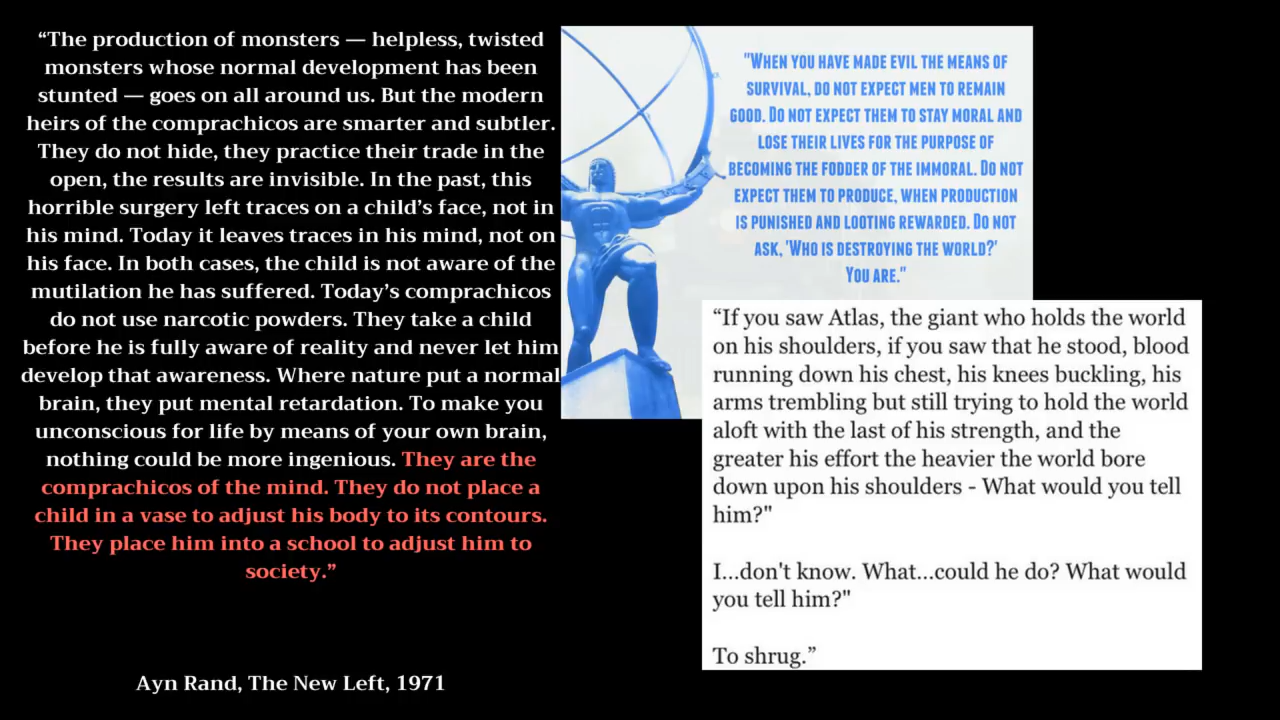 “The production of monsters — helpless, twisted
monsters whose normal development has been
stunted — goes on all around us. But the modern
heirs of the comprachicos are smarter and subtler.
They do not hide, they practice their trade in the
open, the results are invisible. In the past, this
horrible surgery left traces on a child’s face, not in
his mind. Today it leaves traces in his mind, not on
his face. In both cases, the child is not aware of the
mutilation he has suffered. Today’s comprachicos
do not use narcotic powders. They take a child
before he is fully aware of reality and never let him
develop that awareness. Where nature put a normal
brain, they put mental retardation. To make you
unconscious for life by means of your own brain,
nothing could be more ingenious. They are the
comprachicos of the mind. They do not place a
child in a vase to adjust his body to its contours.
They place him into a school to adjust him to
society.”
Ayn Rand, The New Left, 1971
"When you have made evil the means of
survival, do not expect men to remain
good. Do not expect them to stay moral and
lose their lives for the purpose of
becoming the fodder of the immoral. Do not
expect them to produce, when production
is punished and looting rewarded. Do not
ask, 'Who is destroying the world?'
You are."
“If you saw Atlas, the giant who holds the world
on his shoulders, if you saw that he stood, blood
running down his chest, his knees buckling, his
arms trembling but still trying to hold the world
aloft with the last of his strength, and the
greater his effort the heavier the world bore
down upon his shoulders - What would you tell
him?"
I…don't know. What…could he do? What would
you tell him?"
To shrug.”